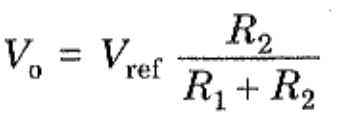 V_o = V_ref R_2 / (R_1 + R_2)